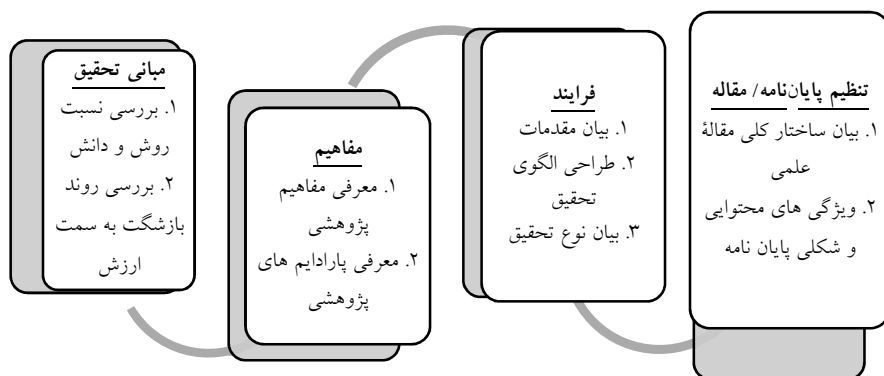 مبانی تحقیق
۱. بررسی نسبت
روش و دانش
۲. بررسی روند
بازشگت به سمت
ارزش
مفاهیم
۱. معرفی مفاهیم
پژوهشی
۲. معرفی پارادایم های
پژوهشی
فرایند
۱. بیان مقدمات
۲. طراحی الگوی
تحقیق
۳. بیان نوع تحقیق
تنظیم پایان‌نامه/ مقاله
۱. بیان ساختار کلی مقالهٔ
علمی
۲. ویژگی های محتوایی
و شکلی پایان نامه